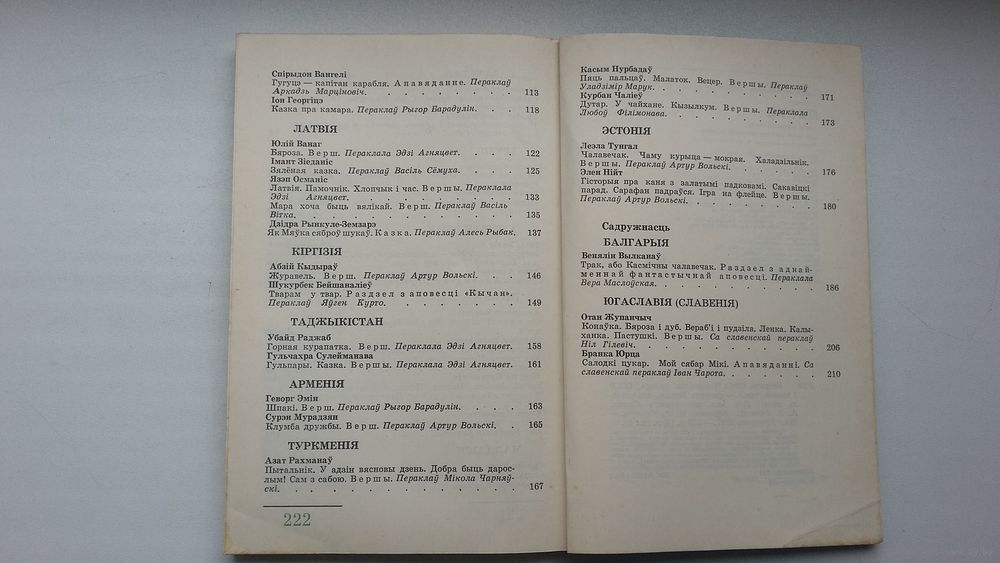 Спірыдон Вангелі
Гугуцэ — капітан карабля. Апавяданне. Пераклаў
Аркадзь Марціновіч. . . . . . . . 113
Іон Георгіцэ
Казка пра камара. Пераклаў Рыгор Барадулін. . . 118
ЛАТВІЯ
Юлій Ванаг
Бяроза. Верш. Пераклала Эдзі Агняцвет. . . . . 122
Імант Зіеданіс
Зялёная казка. Пераклаў Васіль Сёмуха. . . . 125
Язэп Османіс
Латвія. Памочнік. Хлопчык і час. Вершы. Пераклала
Эдзі Агняцвет. . . . . . . . . 133
Мара хоча быць вялікай. Верш. Пераклаў Васіль
Вітка. . . . . . . . . . . . 135
Дзідра Рынкуле-Земзарэ
Як Мяўка сяброў шукаў. Казка. Пераклаў Алесь Рыбак. 137
КІРГІЗІЯ
Абзій Кыдыраў
Журавель. Верш. Пераклаў Артур Вольскі. . . 146
Шукурбек Бейшаналіеў
Тварам у твар. Раздзел з аповесці «Кычан».
Пераклаў Яўген Курто. . . . . . . 149
ТАДЖЫКІСТАН
Убайд Раджаб
Горная курапатка. Верш. Пераклала Эдзі Агняцвет. 158
Гульчахра Сулейманава
Гульпары. Казка. Вершы. Пераклала Эдзі Агняцвет. 161
АРМЕНІЯ
Геворг Эмін
Шпакі. Верш. Пераклаў Рыгор Барадулін. . . . 163
Сурэн Мурадзян
Клумба дружбы. Верш. Пераклаў Артур Вольскі. . 165
ТУРКМЕНІЯ
Азат Рахманаў
Пытальнік. У адзін вясновы дзень. Добра быць дарос-
лым! Сам з сабою. Вершы. Пераклаў Мікола Чарняў-
скі. . . . . . . . . . . . . 167
222
Касым Нурбадаў
Пяць пальцаў. Малаток. Вецер. Вершы. Пераклаў
Уладзімір Марук. . . . . . . . . 171
Курбан Чаліеў
Дутар. У чайхане. Кызылкум. Вершы. Пераклала
Любоў Філімонава. . . . . . . . 173
ЭСТОНІЯ
Леэла Тунгал
Чалавечак. Чаму курыца — мокрая. Халадзільнік.
Вершы. Пераклаў Артур Вольскі. . . . . 176
Элен Нійт
Гісторыя пра каня з залатымі падковамі. Сакавіцкі
парад. Сарафан падраўся. Ігра на флейце. Вершы.
Пераклаў Артур Вольскі. . . . . . . 180
Садружнасць
БАЛГАРЫЯ
Венялін Вылканаў
Трак, або Касмічны чалавечак. Раздзел з аднай-
меннай фантастычнай аповесці. Пераклала
Вера Маслоўская. . . . . . . . . 186
ЮГАСЛАВІЯ (СЛАВЕНІЯ)
Отан Жупанчыч
Конаўка. Бяроза і дуб. Вераб'і і пудзіла. Ленка. Калы-
ханка. Пастушкі. Вершы. Са славенскай пераклаў
Ніл Гілевіч. . . . . . . . . . 206
Бранка Юрца
Салодкі цукар. Мой сябар Мікі. Апавяданні. Са
славенскай пераклаў Іван Чарота. . . . . 210